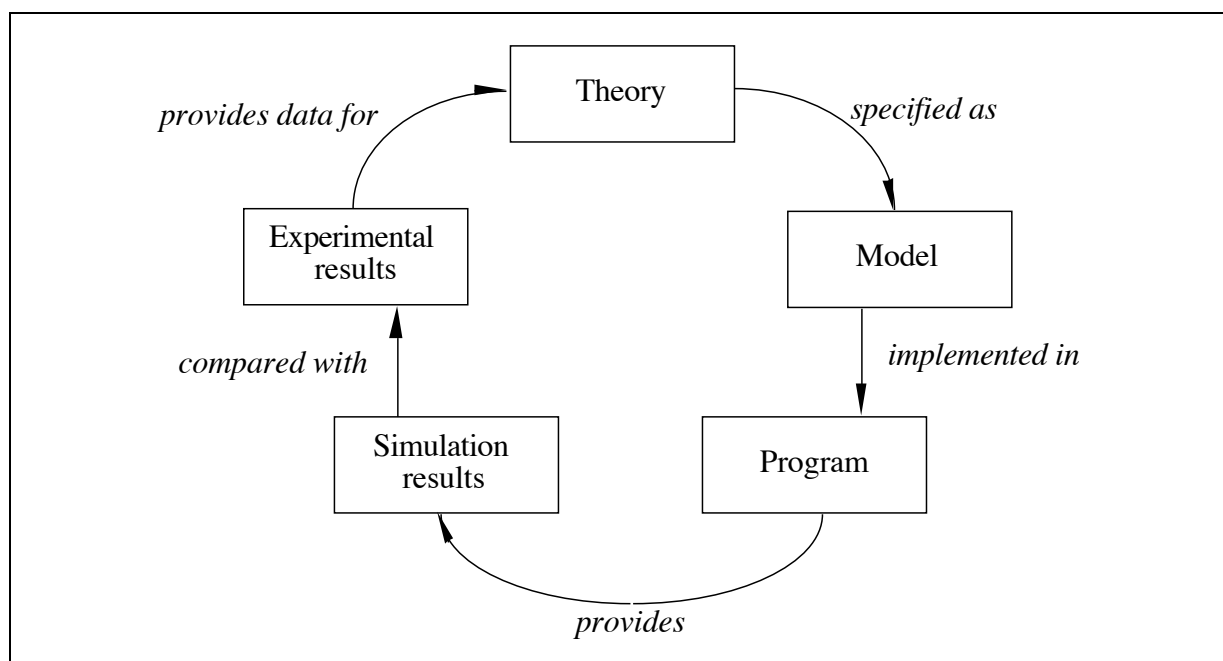 Theory
provides data for
specified as
Experimental
results
Model
compared with
implemented in
Simulation
results
Program
provides